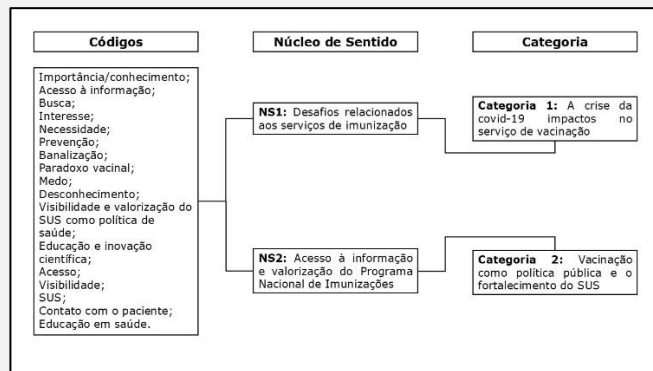 Códigos
Núcleo de Sentido
Categoria
Importância/conhecimento;
Acesso à informação;
Busca;
Interesse;
Necessidade;
Prevenção;
Banalização;
Paradoxo vacinal;
Medo;
Desconhecimento;
Visibilidade e valorização do
SUS como política de
saúde;
Educação e inovação
científica;
Acesso;
Visibilidade;
SUS;
Contato com o paciente;
Educação em saúde.
NS1: Desafios relacionados
aos serviços de imunização
NS2: Acesso à informação
e valorização do Programa
Nacional de Imunizações
Categoria 1: A crise da
covid-19 impactos no
serviço de vacinação
Categoria 2: Vacinação
como política pública e o
fortalecimento do SUS